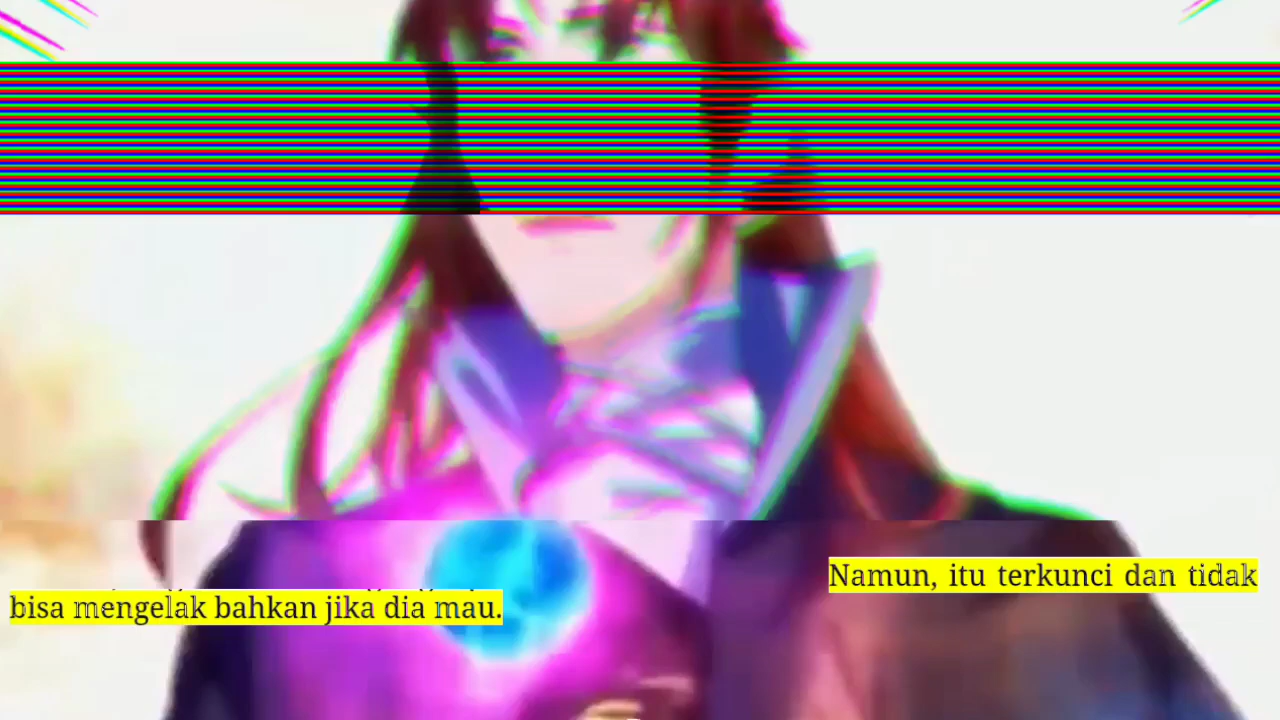 Namun, itu terkunci dan tidak
bisa mengelak bahkan jika dia mau.